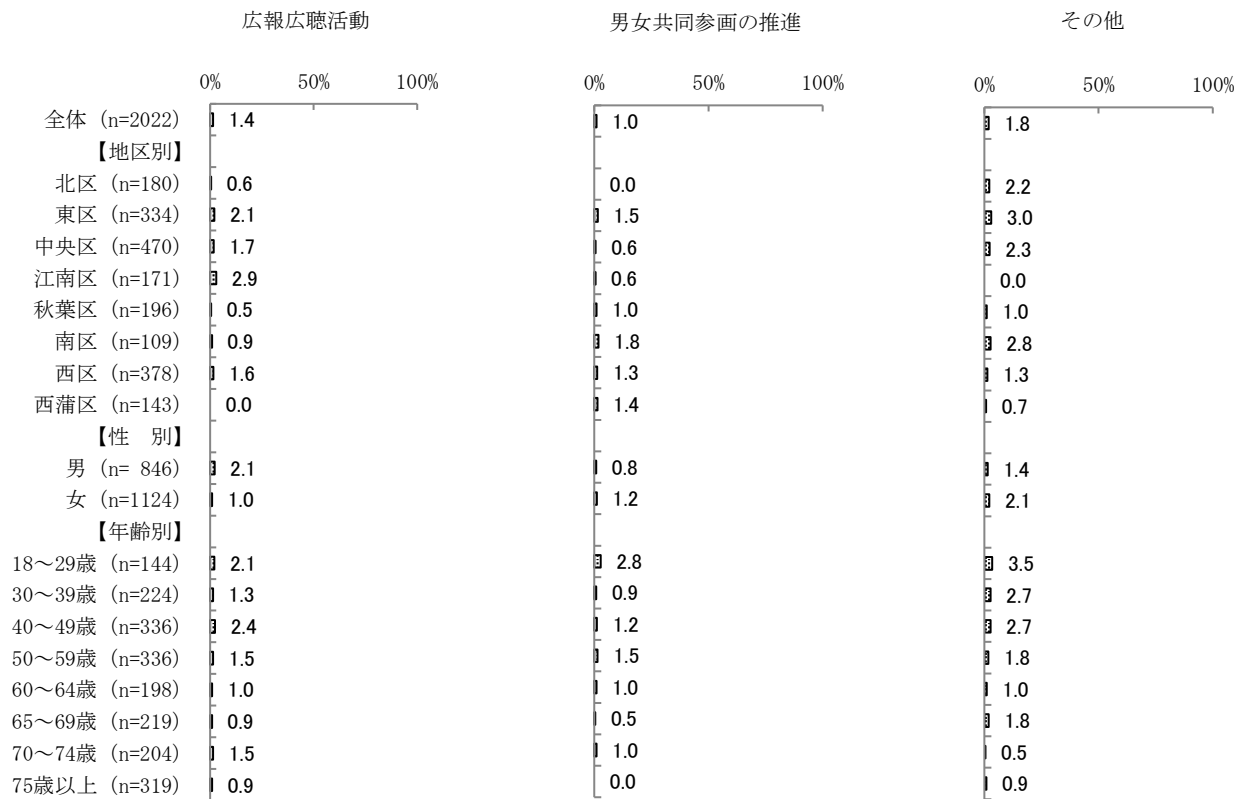 広報広聴活動 男女共同参画の推進 その他
0% 50% 100% 0% 50% 100% 0% 50% 100%
全体 (n=2022) 1.4 1.0 1.8
【地区別】
北区 (n=180) 0.6 0.0 2.2
東区 (n=334) 2.1 1.5 3.0
中央区 (n=470) 1.7 0.6 2.3
江南区 (n=171) 2.9 0.6 0.0
秋葉区 (n=196) 0.5 1.0 1.0
南区 (n=109) 0.9 1.8 2.8
西区 (n=378) 1.6 1.3 1.3
西蒲区 (n=143) 0.0 1.4 0.7
【性　別】
男 (n= 846) 2.1 0.8 1.4
女 (n=1124) 1.0 1.2 2.1
【年齢別】
18～29歳 (n=144) 2.1 2.8 3.5
30～39歳 (n=224) 1.3 0.9 2.7
40～49歳 (n=336) 2.4 1.2 2.7
50～59歳 (n=336) 1.5 1.5 1.8
60～64歳 (n=198) 1.0 1.0 1.0
65～69歳 (n=219) 0.9 0.5 1.8
70～74歳 (n=204) 1.5 1.0 0.5
75歳以上 (n=319) 0.9 0.0 0.9